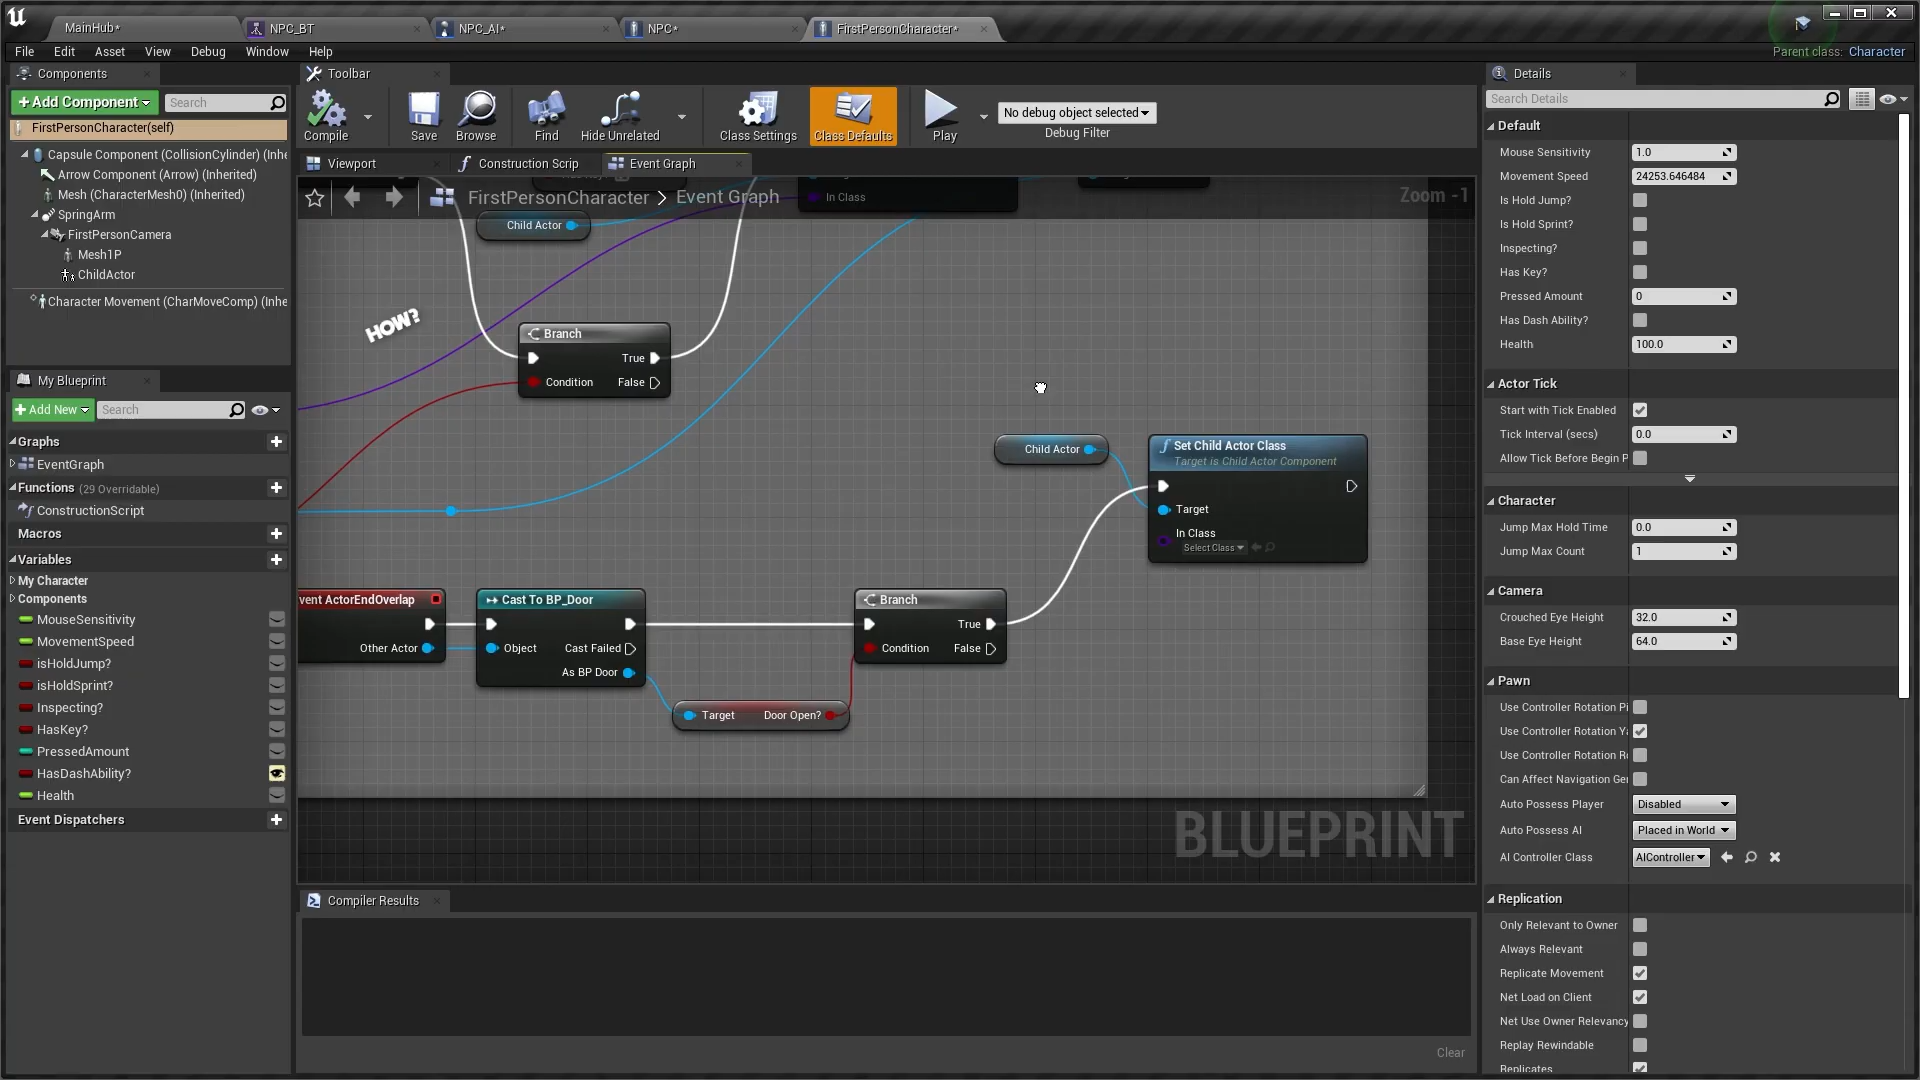 MainHub*
NPC_BT
NPC_AI*
NPC*
FirstPersonCharacter*
File Edit Asset View Debug Window Help
Parent class: Character
Components
+ Add Component
Search
FirstPersonCharacter(self)
Capsule Component (CollisionCylinder) (Inhe
Arrow Component (Arrow) (Inherited)
Mesh (CharacterMesh0) (Inherited)
SpringArm
FirstPersonCamera
Mesh1P
ChildActor
Character Movement (CharMoveComp) (Inhe
My Blueprint
+ Add New
Search
Graphs
EventGraph
Functions (29 Overridable)
ConstructionScript
Macros
Variables
My Character
Components
MouseSensitivity
MovementSpeed
isHoldJump?
isHoldSprint?
Inspecting?
HasKey?
PressedAmount
HasDashAbility?
Health
Event Dispatchers
Toolbar
Compile
Save
Browse
Find
Hide Unrelated
Class Settings
Class Defaults
Play
No debug object selected
Debug Filter
Viewport
Construction Scrip
Event Graph
FirstPersonCharacter > Event Graph
Zoom -1
In Class
Child Actor
HOW?
Branch
True
Condition
False
Child Actor
Set Child Actor Class
Target is Child Actor Component
Target
In Class
Select Class
vent ActorEndOverlap
Other Actor
Cast To BP_Door
Object
Cast Failed
As BP Door
Target
Door Open?
Branch
True
Condition
False
BLUEPRINT
Compiler Results
Clear
Details
Search Details
Default
Mouse Sensitivity 1.0
Movement Speed 24253.646484
Is Hold Jump?
Is Hold Sprint?
Inspecting?
Has Key?
Pressed Amount 0
Has Dash Ability?
Health 100.0
Actor Tick
Start with Tick Enabled
Tick Interval (secs) 0.0
Allow Tick Before Begin P
Character
Jump Max Hold Time 0.0
Jump Max Count 1
Camera
Crouched Eye Height 32.0
Base Eye Height 64.0
Pawn
Use Controller Rotation Pi
Use Controller Rotation Ya
Use Controller Rotation Ro
Can Affect Navigation Gen
Auto Possess Player Disabled
Auto Possess AI Placed in World
AI Controller Class AIController
Replication
Only Relevant to Owner
Always Relevant
Replicate Movement
Net Load on Client
Net Use Owner Relevancy
Replay Rewindable
Replicates